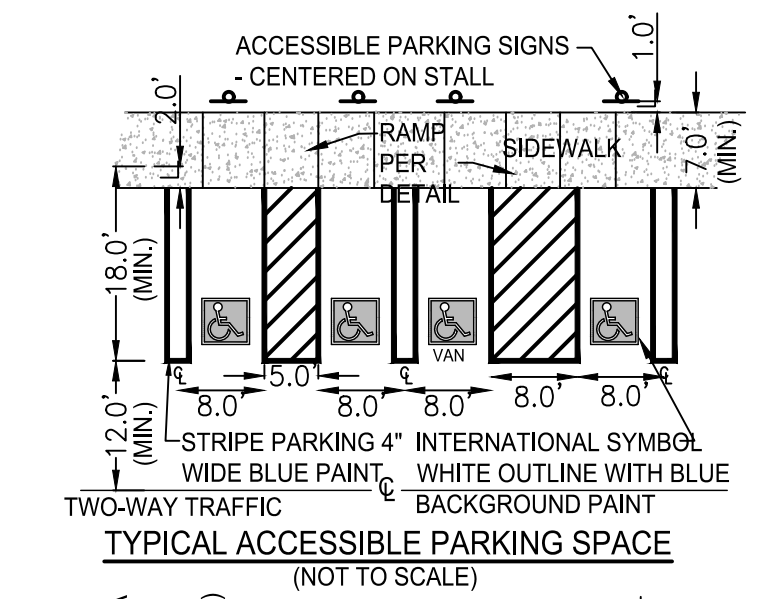 ACCESSIBLE PARKING SIGNS
- CENTERED ON STALL
1.0'
2.0'
RAMP
PER
DETAIL
SIDEWALK
7.0'
(MIN.)
18.0'
(MIN.)
VAN
℄
℄
℄
5.0'
8.0'
8.0'
8.0'
8.0'
8.0'
12.0'
(MIN.)
STRIPE PARKING 4"
WIDE BLUE PAINT
INTERNATIONAL SYMBOL
WHITE OUTLINE WITH BLUE
BACKGROUND PAINT
℄
TWO-WAY TRAFFIC
TYPICAL ACCESSIBLE PARKING SPACE
(NOT TO SCALE)